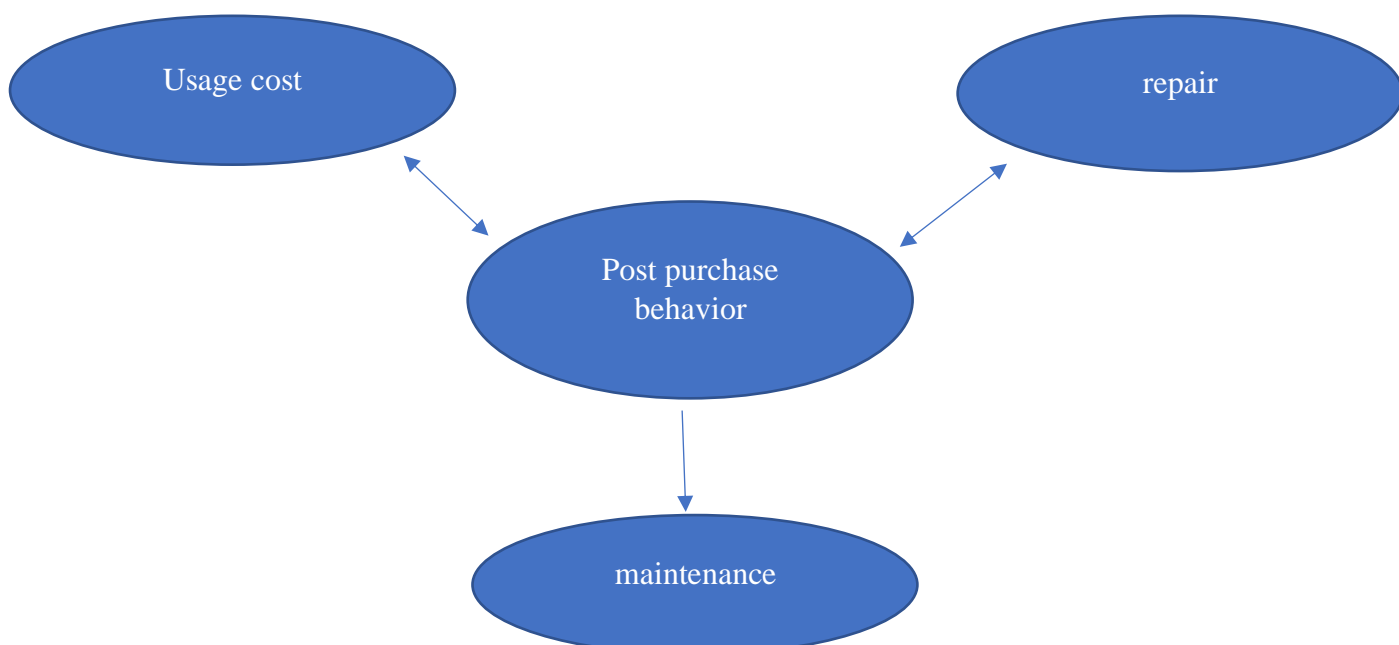 Usage cost
repair
Post purchase
behavior
maintenance